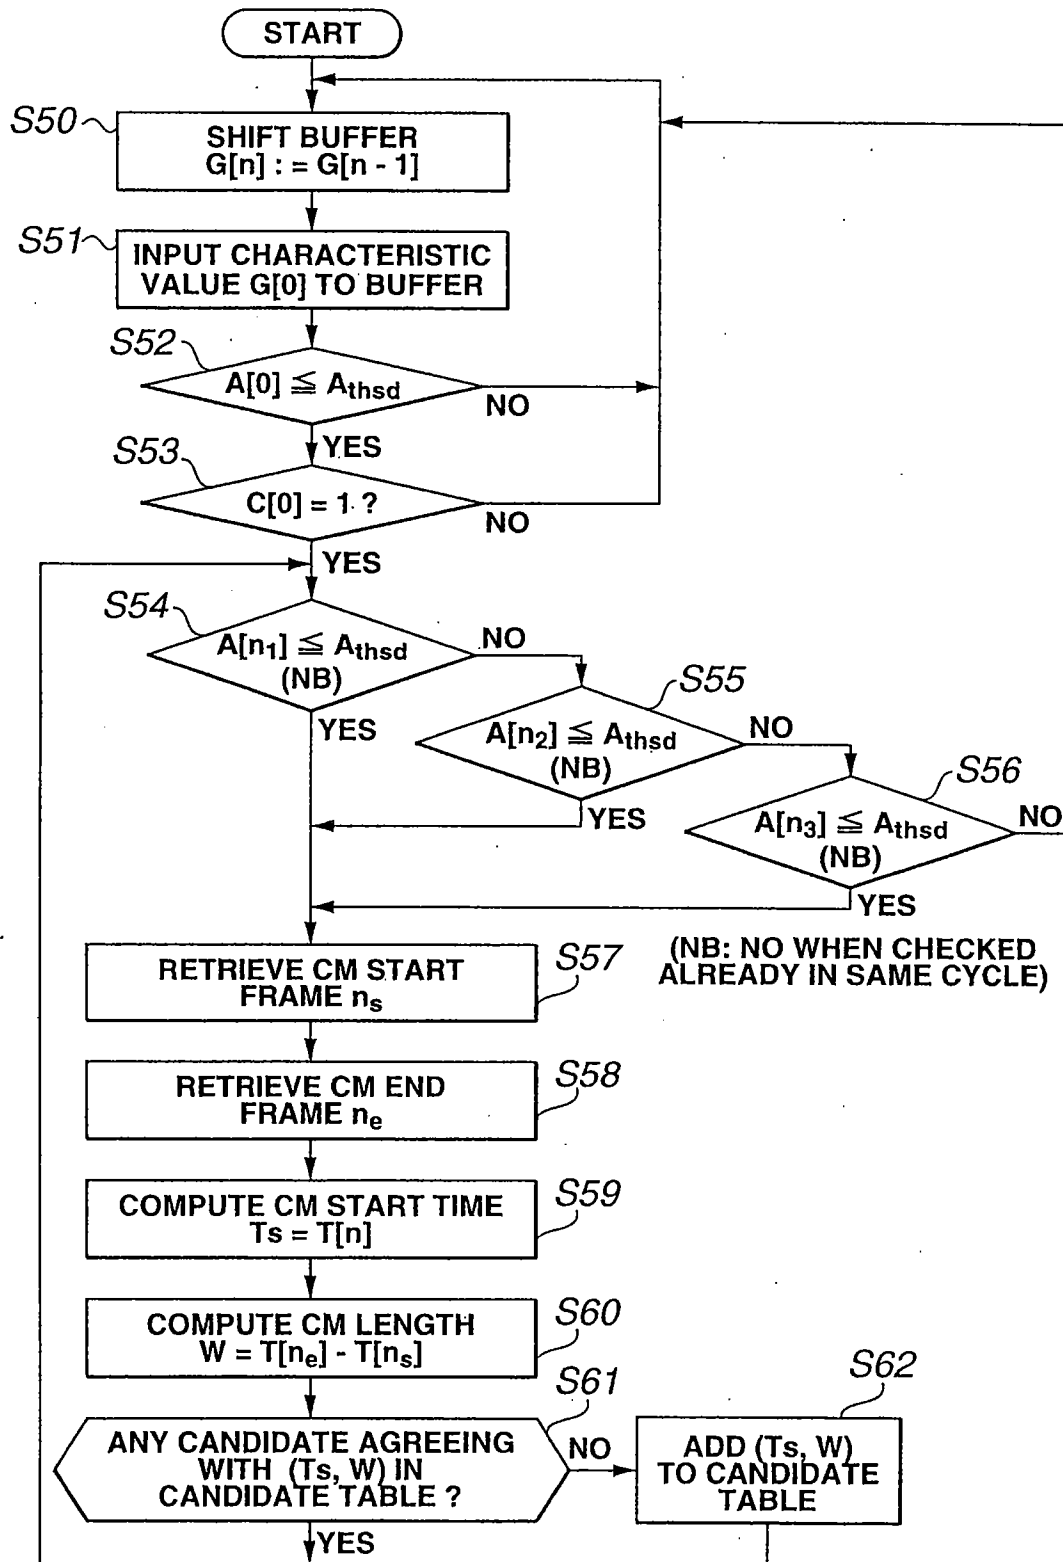 START
S50
SHIFT BUFFER
G[n] : = G[n - 1]
S51
INPUT CHARACTERISTIC
VALUE G[0] TO BUFFER
S52
A[0] ≦ Athsd
NO
YES
S53
C[0] = 1 ?
NO
YES
S54
A[n1] ≦ Athsd
(NB)
NO
YES
S55
A[n2] ≦ Athsd
(NB)
NO
YES
S56
A[n3] ≦ Athsd
(NB)
NO
YES
(NB: NO WHEN CHECKED
ALREADY IN SAME CYCLE)
RETRIEVE CM START
FRAME ns
S57
RETRIEVE CM END
FRAME ne
S58
COMPUTE CM START TIME
Ts = T[n]
S59
COMPUTE CM LENGTH
W = T[ne] - T[ns]
S60
S61
ANY CANDIDATE AGREEING
WITH (Ts, W) IN
CANDIDATE TABLE ?
NO
YES
S62
ADD (Ts, W)
TO CANDIDATE
TABLE